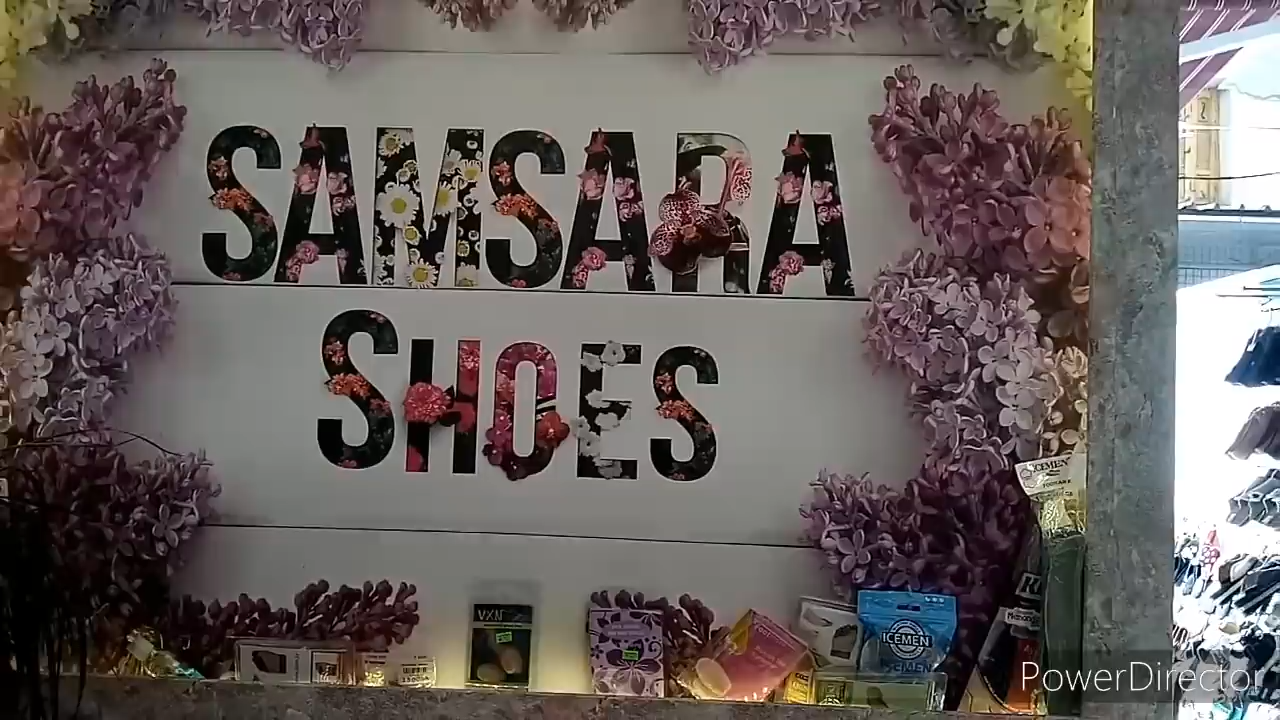 SAMSARA
SHOES
ICEMEN
VXN
ICEMEN
PowerDirector